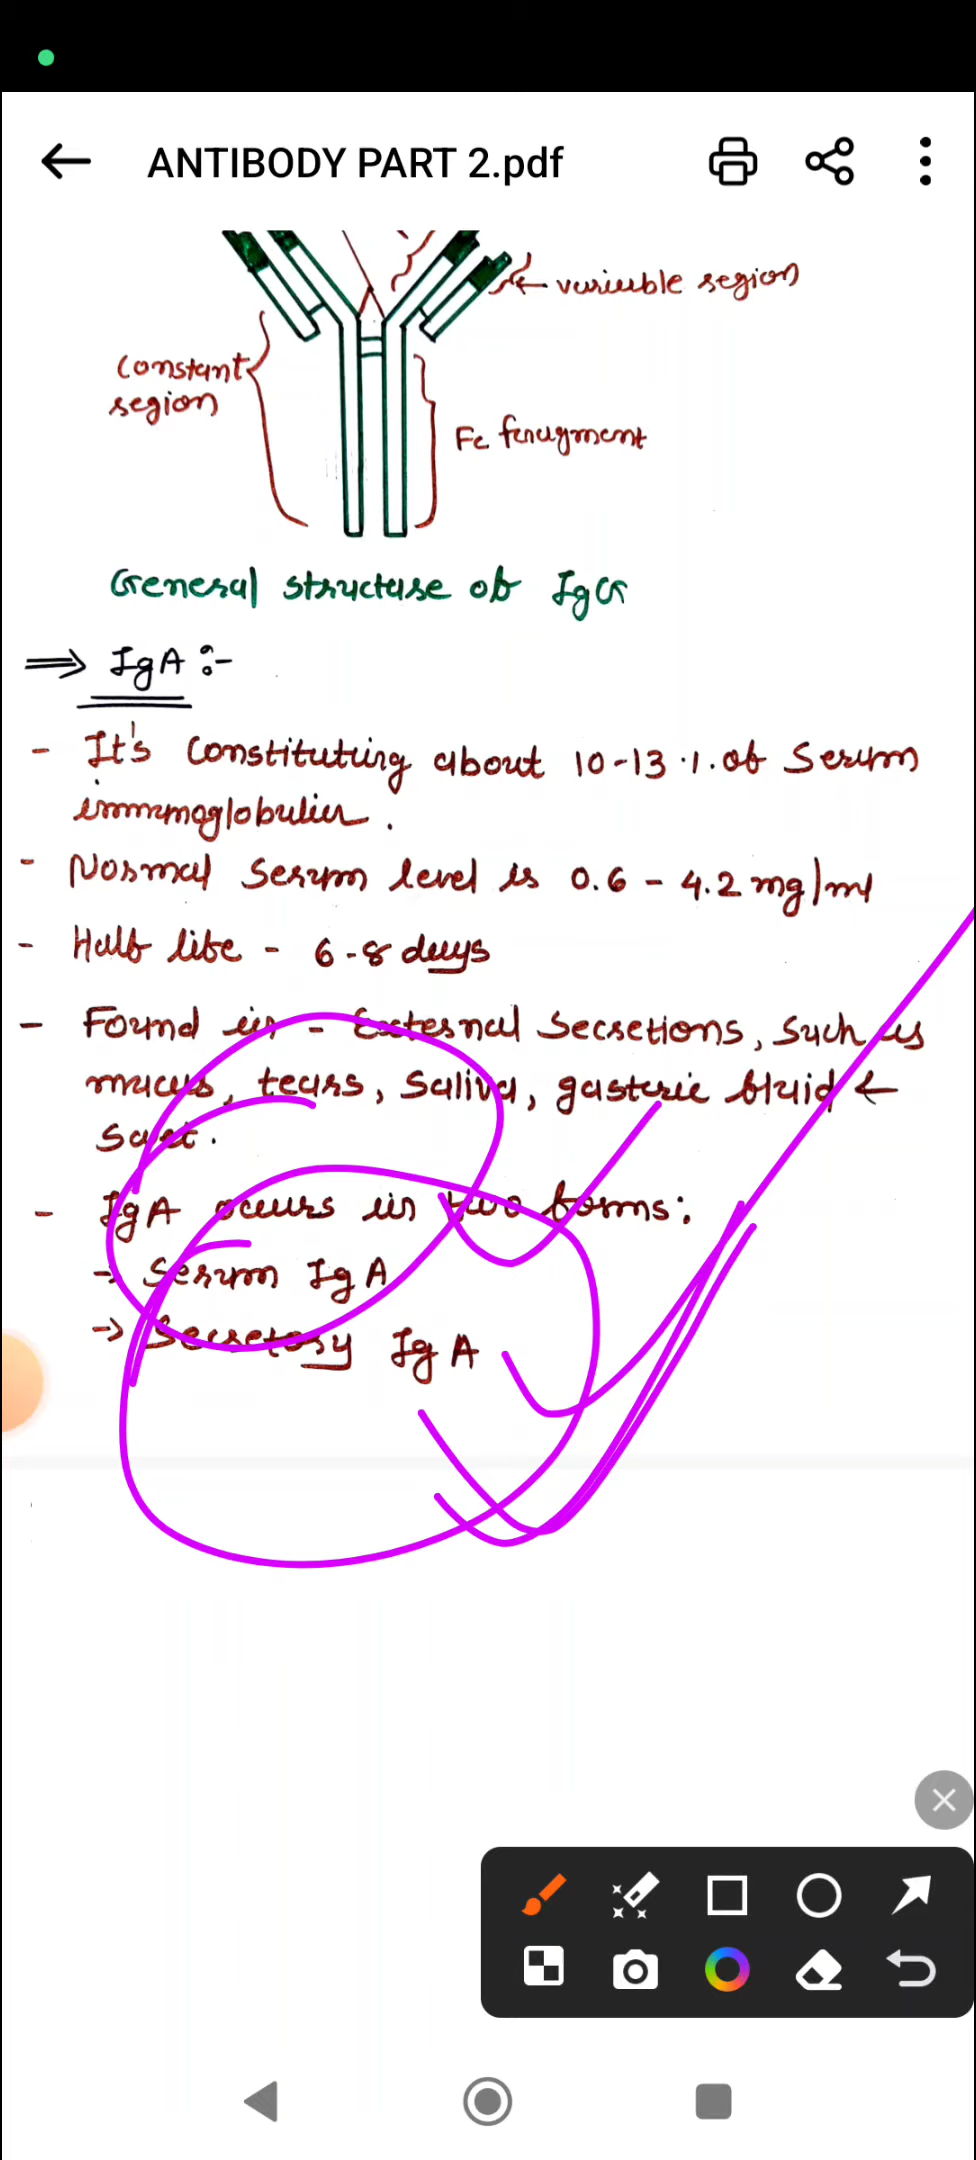 ANTIBODY PART 2.pdf
variable region
Constant
region
Fc fragment
General structure of IgG
⇒ IgA :-
- It's Constituting about 10-13 %. of Serum
immunoglobulin.
- Normal Serum level is 0.6 - 4.2 mg/ml
- Half life - 6-8 days
- Found in - External Secretions, Such is
mucus, tears, Saliva, gastric fluid &
- IgA occurs in two forms:
→ Serum IgA
→ Secretory IgA